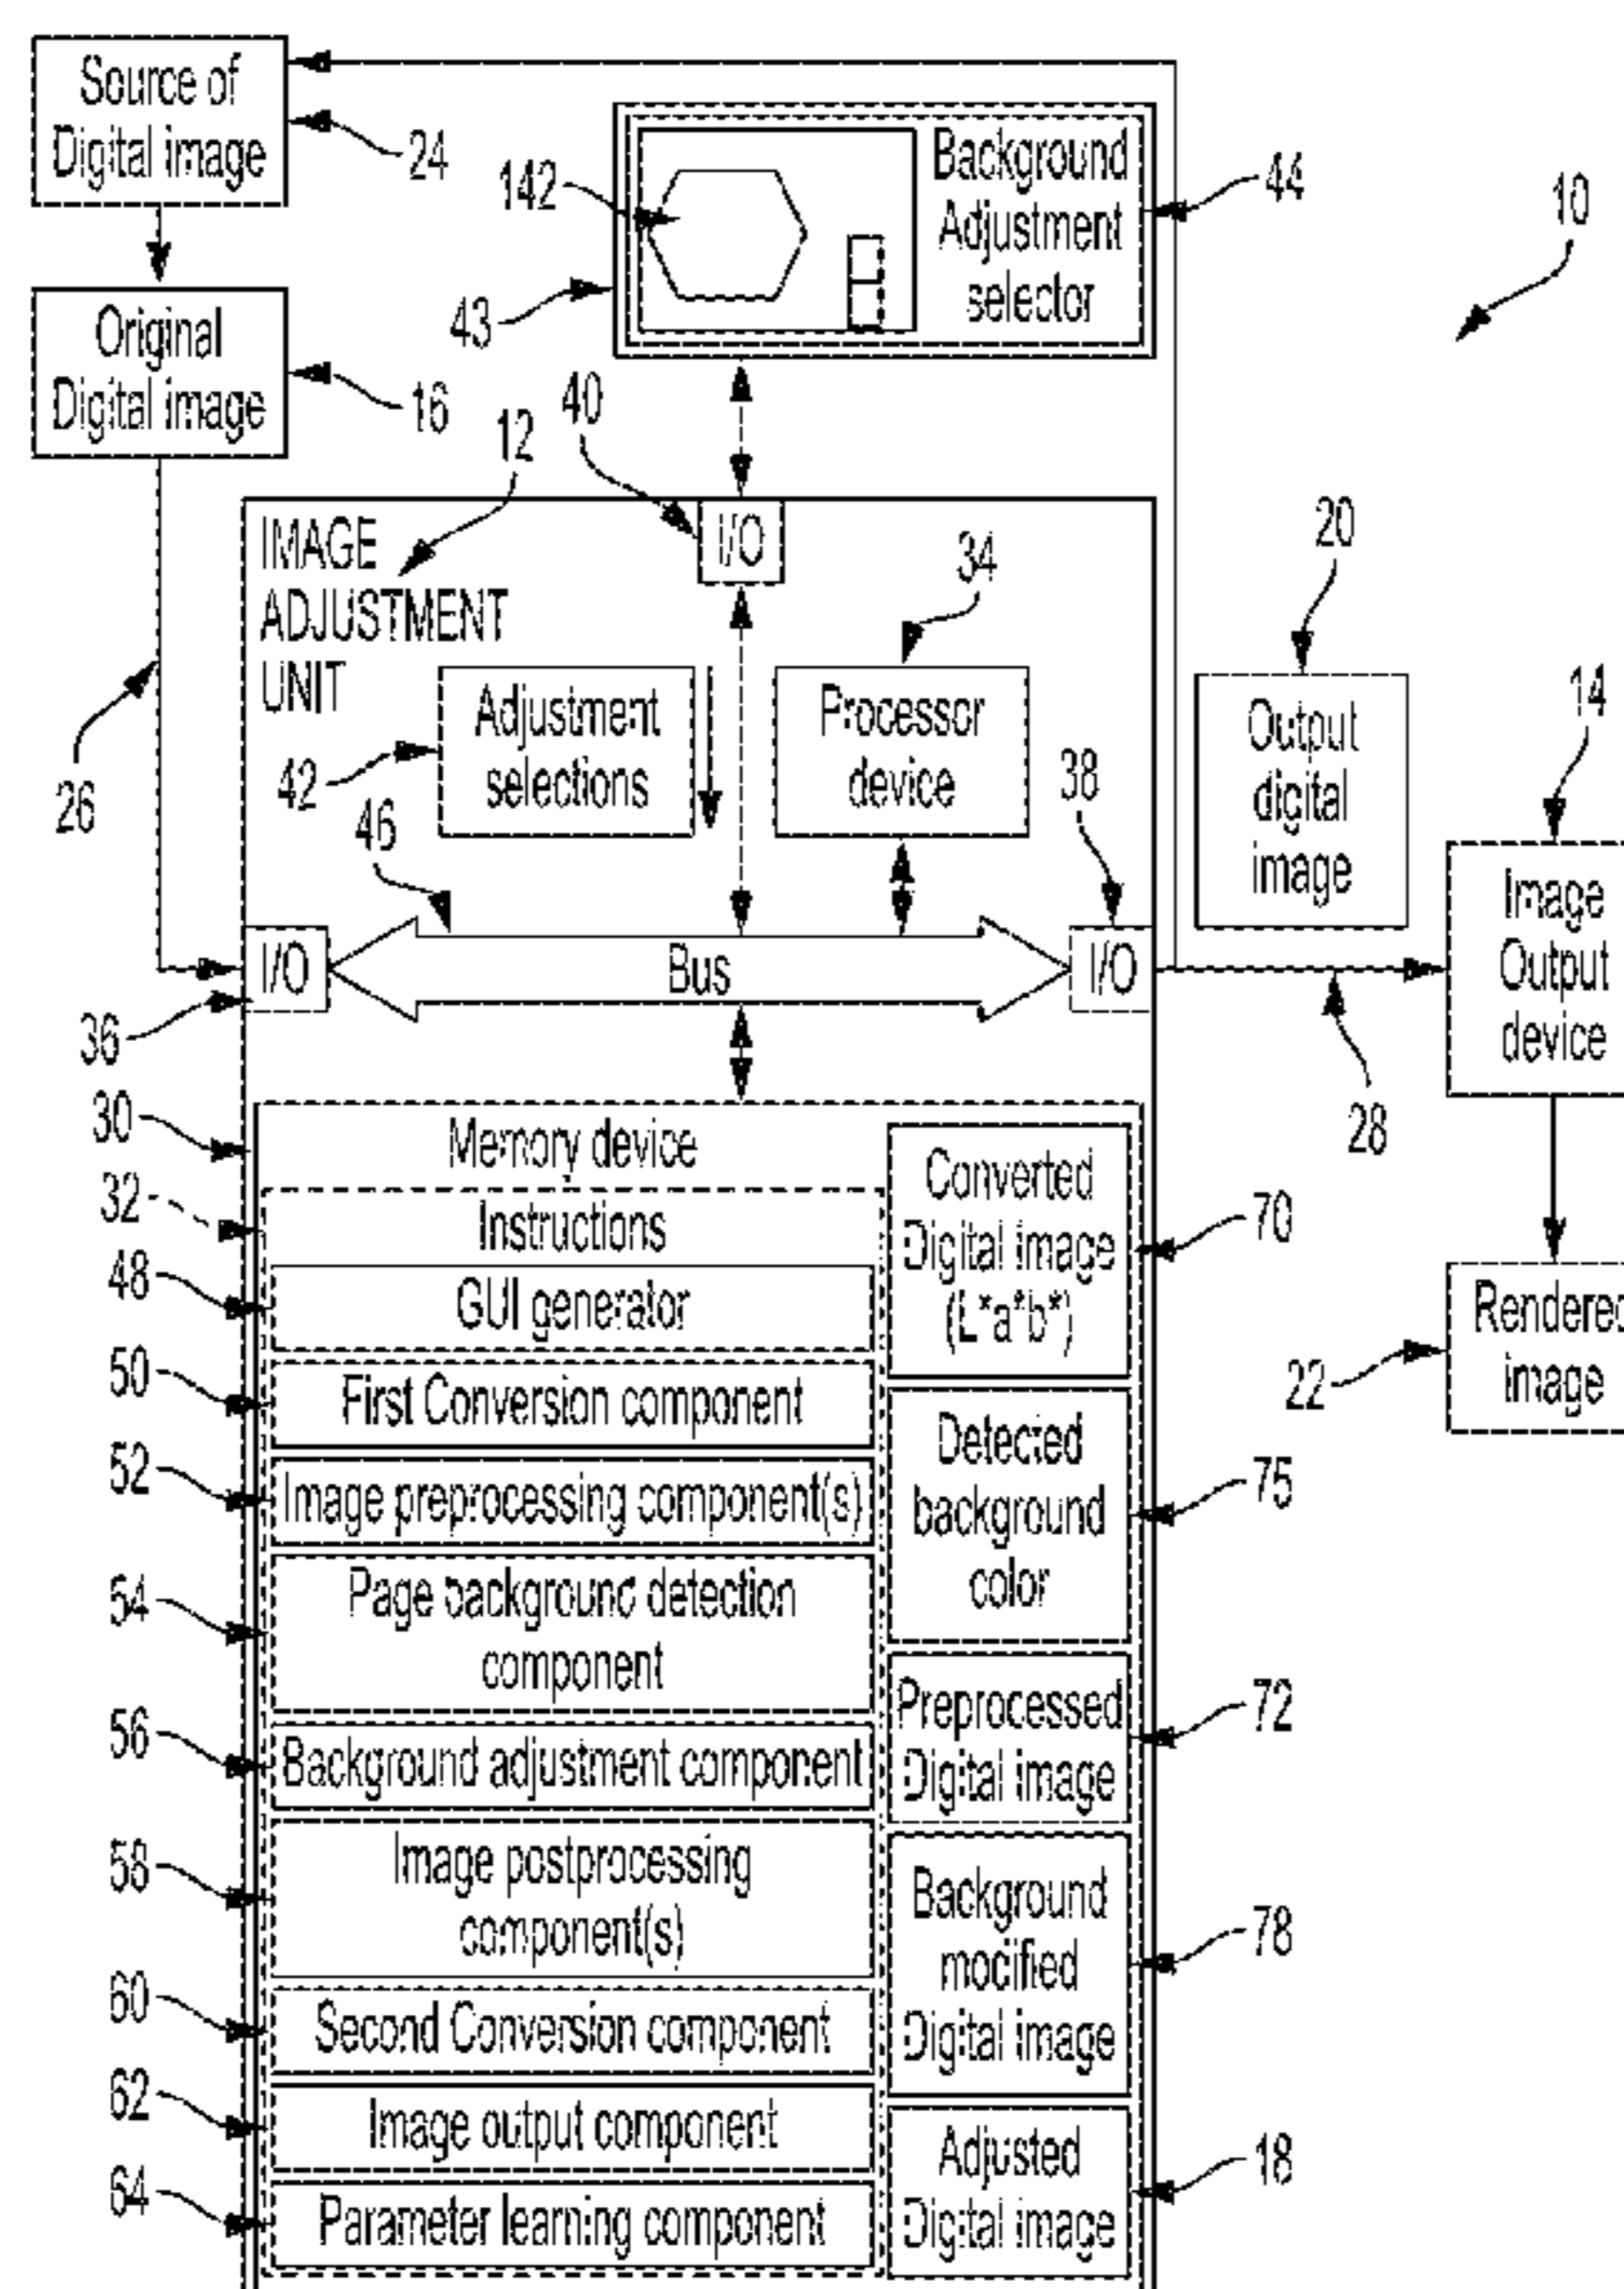 Source of
Digital image
24
142
Background
Adjustment
selector
44
10
43
Original
Digital image
16
12
40
I/O
IMAGE
ADJUSTMENT
UNIT
34
20
26
Adjustment
selections
42
Processor
device
38
Output
digital
image
14
46
I/O
Bus
I/O
Image
Output
device
36
28
30
Memory device
32
Instructions
48
GUI generator
50
First Conversion component
52
Image preprocessing component(s)
54
Page background detection
component
56
Background adjustment component
58
Image postprocessing
component(s)
60
Second Conversion component
62
Image output component
64
Parameter learning component
Converted
Digital image
(L*a*b*)
70
Detected
background
color
75
Preprocessed
Digital image
72
Background
modified
Digital image
78
Adjusted
Digital image
18
Rendered
image
22